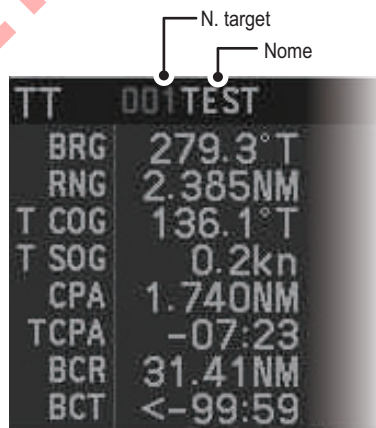 N. target
Nome
TT 001TEST
BRG 279.3°T
RNG 2.385NM
T COG 136.1°T
T SOG 0.2kn
CPA 1.740NM
TCPA -07:23
BCR 31.41NM
BCT <-99:59